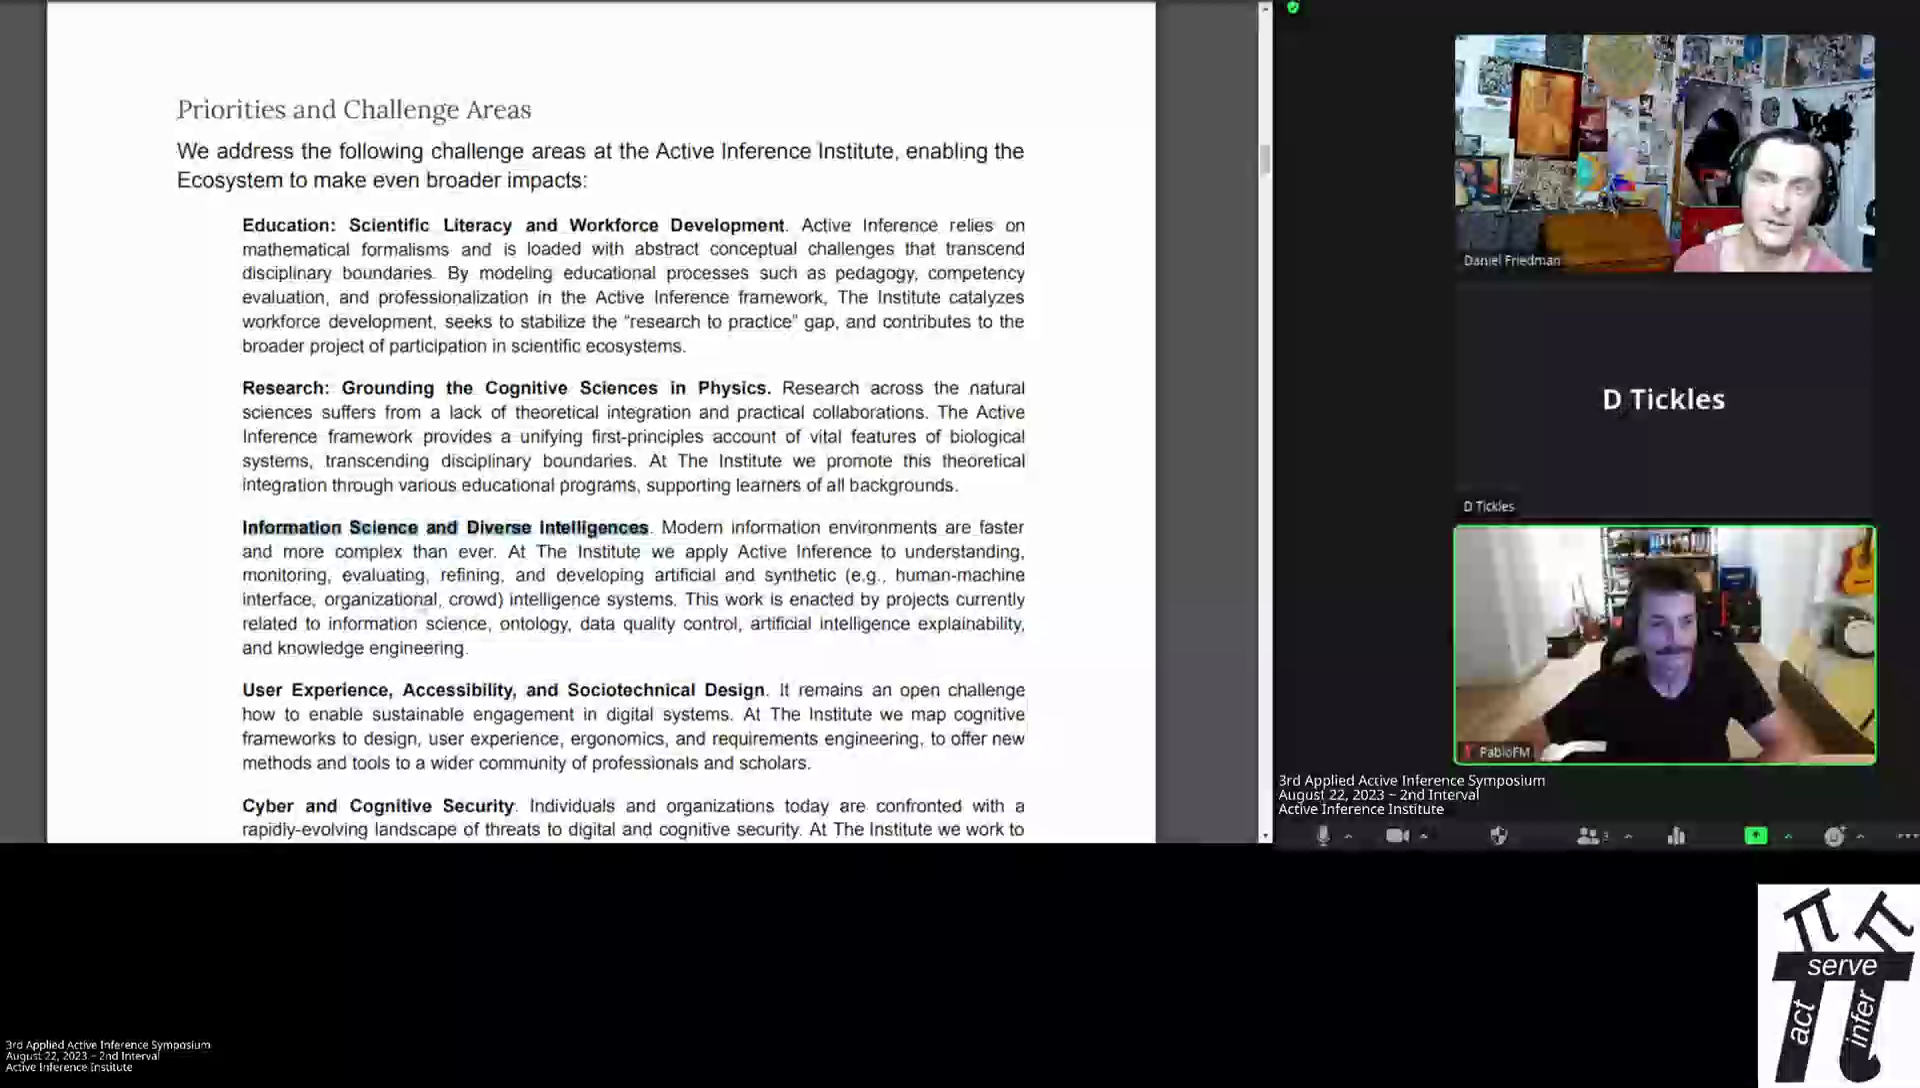 Priorities and Challenge Areas
We address the following challenge areas at the Active Inference Institute, enabling the
Ecosystem to make even broader impacts:
Education: Scientific Literacy and Workforce Development. Active Inference relies on
mathematical formalisms and is loaded with abstract conceptual challenges that transcend
disciplinary boundaries. By modeling educational processes such as pedagogy, competency
evaluation, and professionalization in the Active Inference framework, The Institute catalyzes
workforce development, seeks to stabilize the “research to practice” gap, and contributes to the
broader project of participation in scientific ecosystems.
Research: Grounding the Cognitive Sciences in Physics. Research across the natural
sciences suffers from a lack of theoretical integration and practical collaborations. The Active
Inference framework provides a unifying first-principles account of vital features of biological
systems, transcending disciplinary boundaries. At The Institute we promote this theoretical
integration through various educational programs, supporting learners of all backgrounds.
Information Science and Diverse Intelligences. Modern information environments are faster
and more complex than ever. At The Institute we apply Active Inference to understanding,
monitoring, evaluating, refining, and developing artificial and synthetic (e.g., human-machine
interface, organizational, crowd) intelligence systems. This work is enacted by projects currently
related to information science, ontology, data quality control, artificial intelligence explainability,
and knowledge engineering.
User Experience, Accessibility, and Sociotechnical Design. It remains an open challenge
how to enable sustainable engagement in digital systems. At The Institute we map cognitive
frameworks to design, user experience, ergonomics, and requirements engineering, to offer new
methods and tools to a wider community of professionals and scholars.
Cyber and Cognitive Security. Individuals and organizations today are confronted with a
rapidly-evolving landscape of threats to digital and cognitive security. At The Institute we work to
Daniel Friedman
D Tickles
D Tickles
PabloFM
3rd Applied Active Inference Symposium
August 22, 2023 ~ 2nd Interval
Active Inference Institute
3
serve
act
infer
3rd Applied Active Inference Symposium
August 22, 2023 ~ 2nd Interval
Active Inference Institute